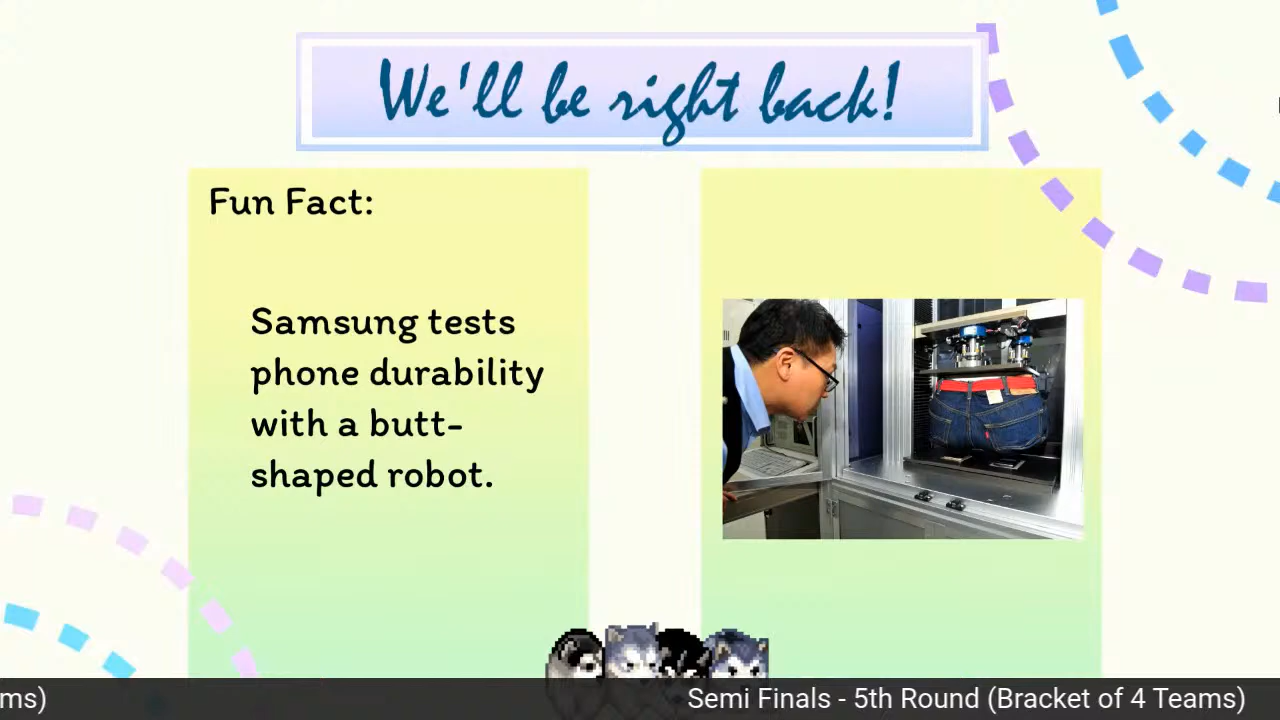 We'll be right back!
Fun Fact:
Samsung tests
phone durability
with a butt-
shaped robot.
ms)
Semi Finals - 5th Round (Bracket of 4 Teams)